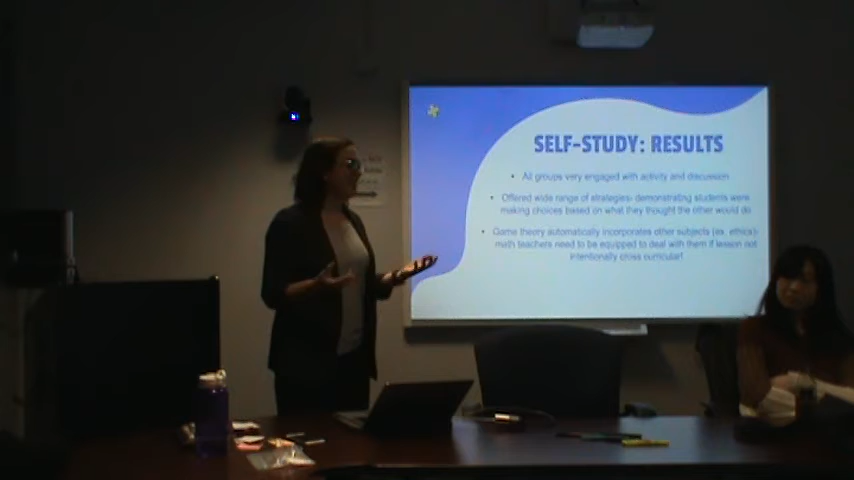 SELF-STUDY: RESULTS
• All groups very engaged with activity and discussion
• Offered wide range of strategies- demonstrating students were
making choices based on what they thought the other would do
• Game theory automatically incorporates other subjects (ex. ethics)-
math teachers need to be equipped to deal with them if lesson not
intentionally cross curricular!